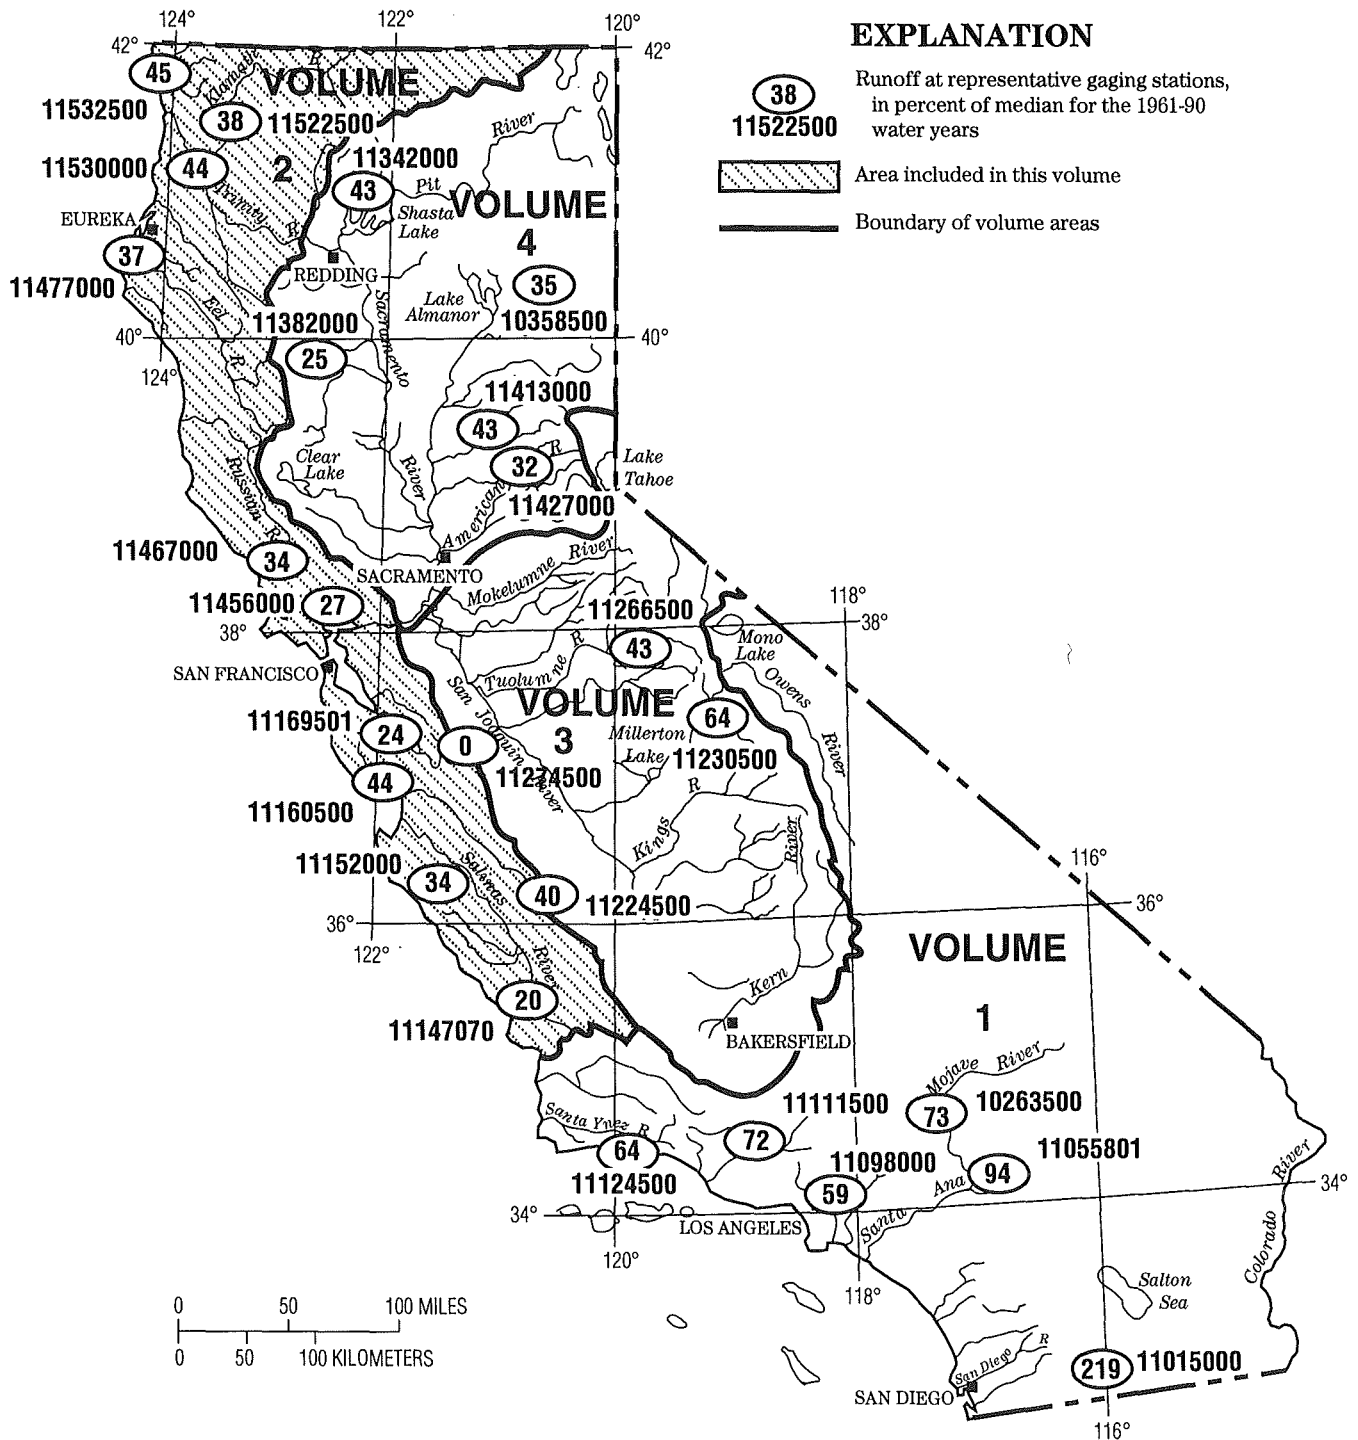 124°
122°
120°
42°
42°
EXPLANATION
38
11522500
Runoff at representative gaging stations,
in percent of median for the 1961-90
water years
Area included in this volume
Boundary of volume areas
45
11532500
Klamath
R
VOLUME
2
38
11522500
11530000
44
Trinity
R
11342000
43
Pit
River
Shasta
Lake
VOLUME
4
EUREKA
37
11477000
REDDING
Eel
R
Sacramento
River
Lake
Almanor
35
10358500
11382000
25
40°
40°
124°
11413000
43
32
R
American
11427000
Lake
Tahoe
Clear
Lake
Russian
R
11467000
34
SACRAMENTO
Mokelumne River
11456000
27
38°
38°
118°
11266500
43
Mono
Lake
Owens
River
SAN FRANCISCO
Tuolumne R
San Joaquin River
VOLUME
3
64
11230500
Millerton
Lake
11169501
24
0
11274500
44
11160500
Kings R
River
11152000
34
Salinas
River
40
11224500
116°
36°
36°
122°
VOLUME
1
Kern
20
11147070
BAKERSFIELD
Mojave River
11111500
73
10263500
Santa Ynez R
72
64
11124500
11098000
59
11055801
94
Santa Ana
34°
34°
LOS ANGELES
120°
118°
Colorado River
Salton
Sea
0 50 100 MILES
0 50 100 KILOMETERS
San Diego R
SAN DIEGO
219
11015000
116°